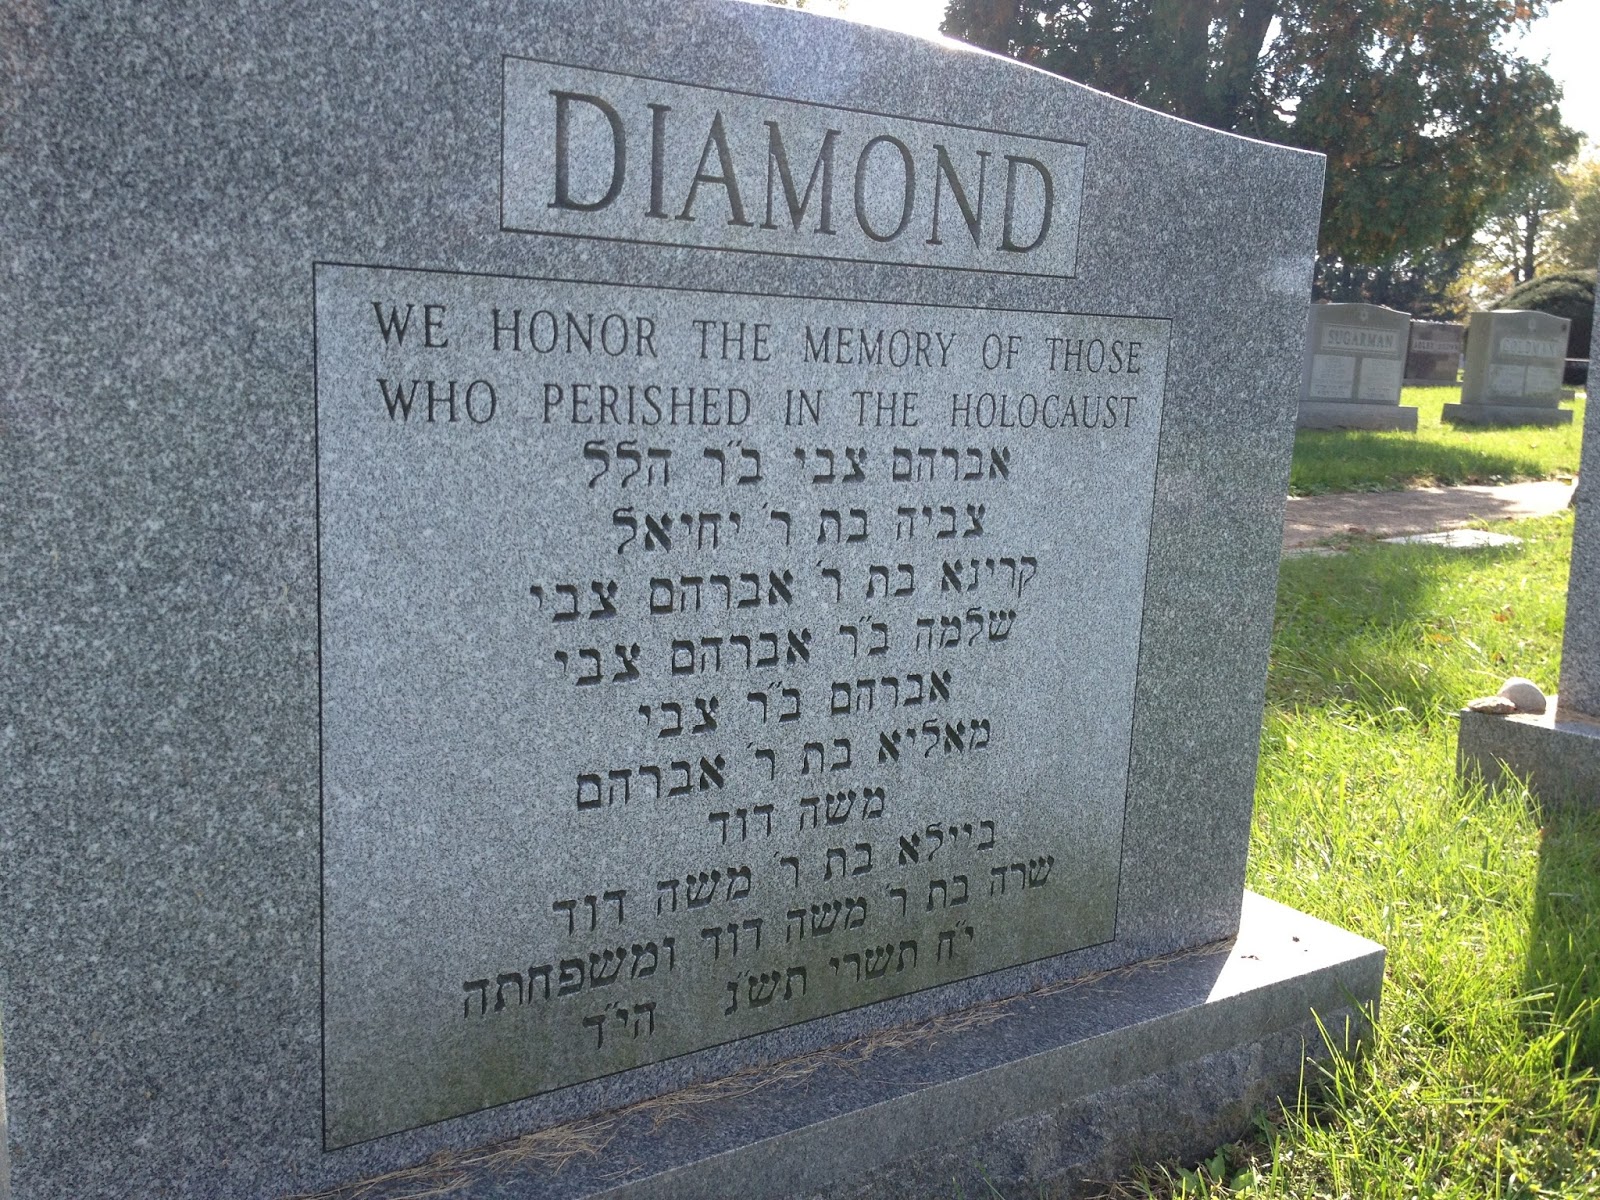 DIAMOND
WE HONOR THE MEMORY OF THOSE
WHO PERISHED IN THE HOLOCAUST
אברהם צבי ב״ר הלל
צביה בת ר׳ יחיאל
קרינא בת ר׳ אברהם צבי
שלמה ב״ר אברהם צבי
אברהם ב״ר צבי
מאליא בת ר׳ אברהם
משה דוד
ביילא בת ר׳ משה דוד
שרה בת ר׳ משה דוד ומשפחתה
י״ח תשרי תש״נ הי״ד
SUGARMAN
GOLDMAN